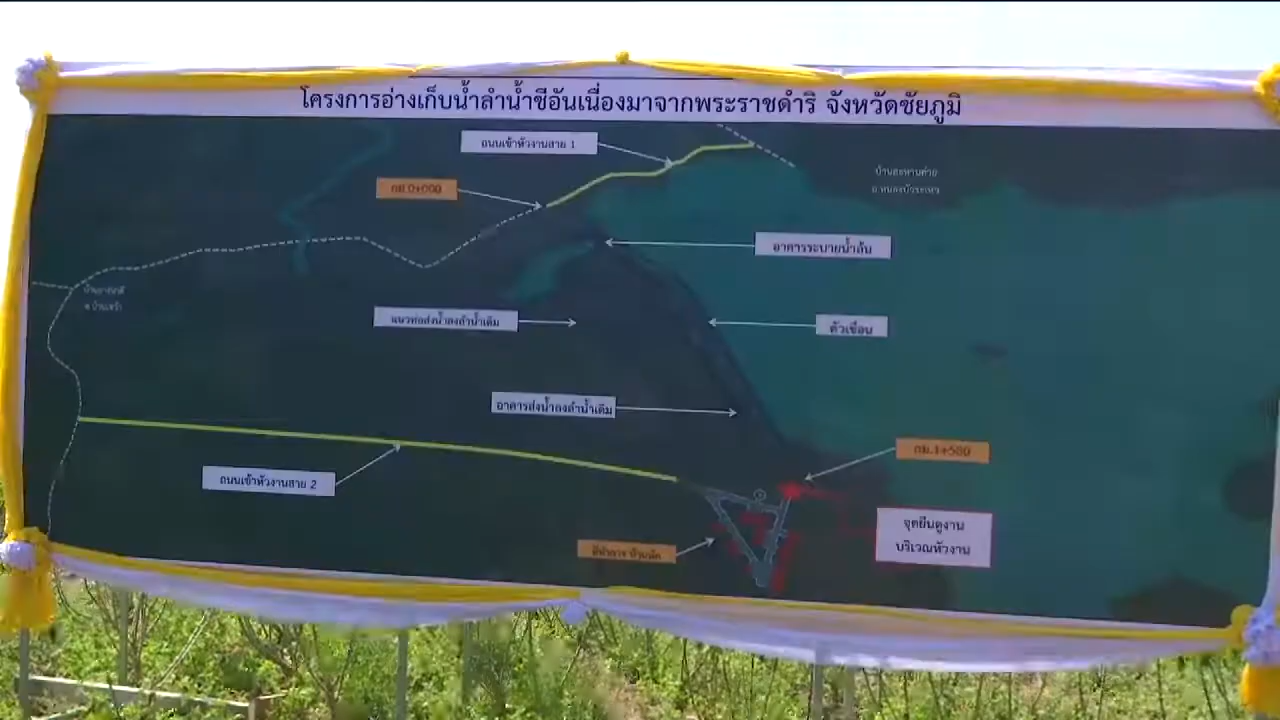 โครงการอ่างเก็บน้ำลำน้ำชีอันเนื่องมาจากพระราชดำริ จังหวัดชัยภูมิ
ถนนเข้าหัวงานสาย 1
กม.0+000
อาคารระบายน้ำล้น
แนวท่อส่งน้ำลงลำน้ำเดิม
ตัวเขื่อน
อาคารส่งน้ำลงลำน้ำเดิม
กม.1+580
ถนนเข้าหัวงานสาย 2
จุดยืนดูงาน
บริเวณหัวงาน